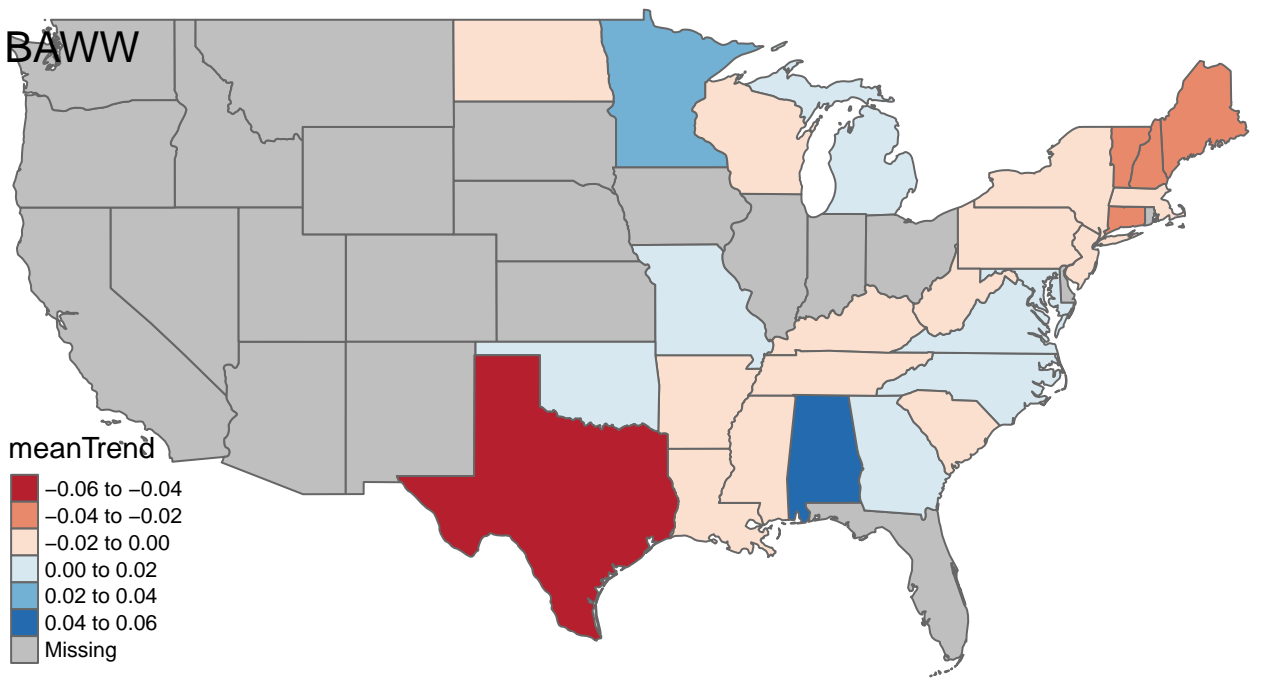 BAWW
meanTrend
−0.06 to −0.04
−0.04 to −0.02
−0.02 to 0.00
0.00 to 0.02
0.02 to 0.04
0.04 to 0.06
Missing